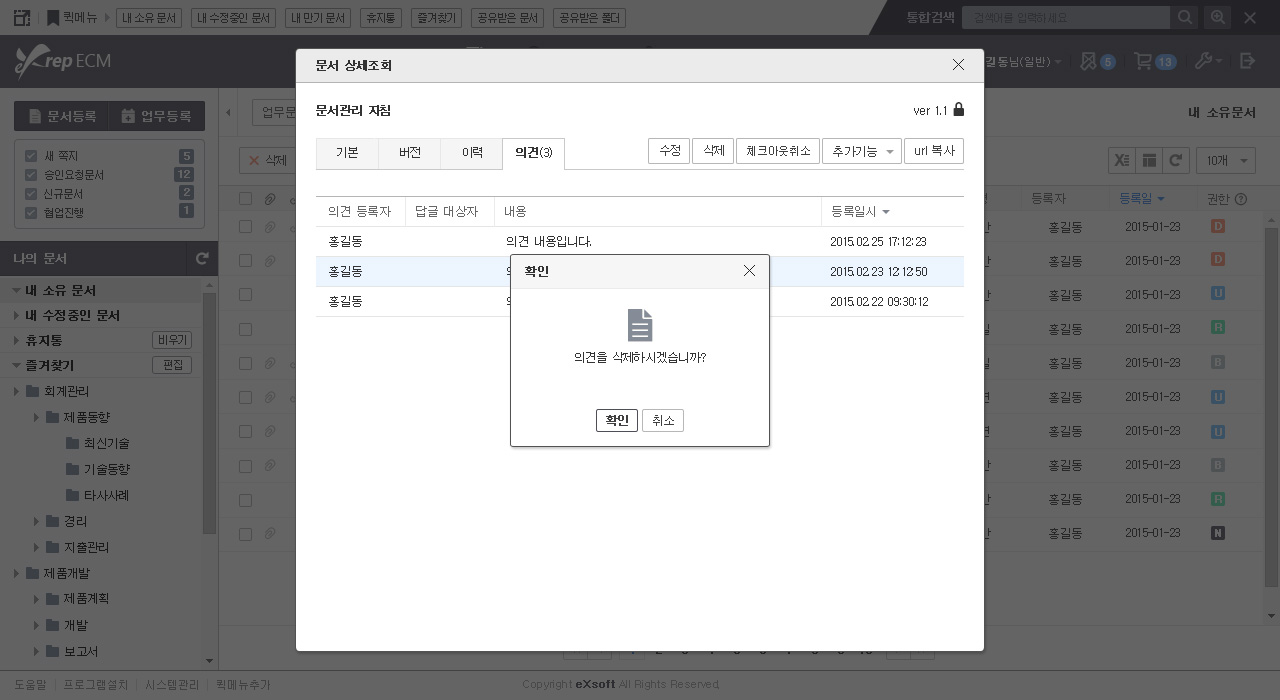 퀵메뉴 내 소유 문서 내 수정중인 문서 내 만기 문서 휴지통 즐겨찾기 공유받은 문서 공유받은 폴더 통합검색 검색어를 입력하세요
Xrep ECM 길동님(일반) 5 13
문서 상세조회
문서등록 업무등록
업무문
내 소유문서
문서관리 지침 ver 1.1
기본 버전 이력 의견(3) 수정 삭제 체크아웃취소 추가기능 url 복사
새 쪽지 5
승인요청문서 12
신규문서 2
협업진행 1
삭제
10개
의견 등록자 답글 대상자 내용 등록일시
홍길동 의견 내용입니다. 2015.02.25 17:12:23
홍길동 2015.02.23 12:12:50
홍길동 2015.02.22 09:30:12
확인
의견을 삭제하시겠습니까?
확인 취소
등록자 등록일 권한
홍길동 2015-01-23 D
홍길동 2015-01-23 D
홍길동 2015-01-23 U
홍길동 2015-01-23 R
홍길동 2015-01-23 B
홍길동 2015-01-23 U
홍길동 2015-01-23 U
홍길동 2015-01-23 B
홍길동 2015-01-23 R
홍길동 2015-01-23 N
나의 문서
내 소유 문서
내 수정중인 문서
휴지통 비우기
즐겨찾기 편집
회계관리
제품동향
최신기술
기술동향
타사사례
경리
지출관리
제품개발
제품계획
개발
보고서
도움말 프로그램설치 시스템관리 퀵메뉴추가
Copyright eXsoft All Rights Reserved.